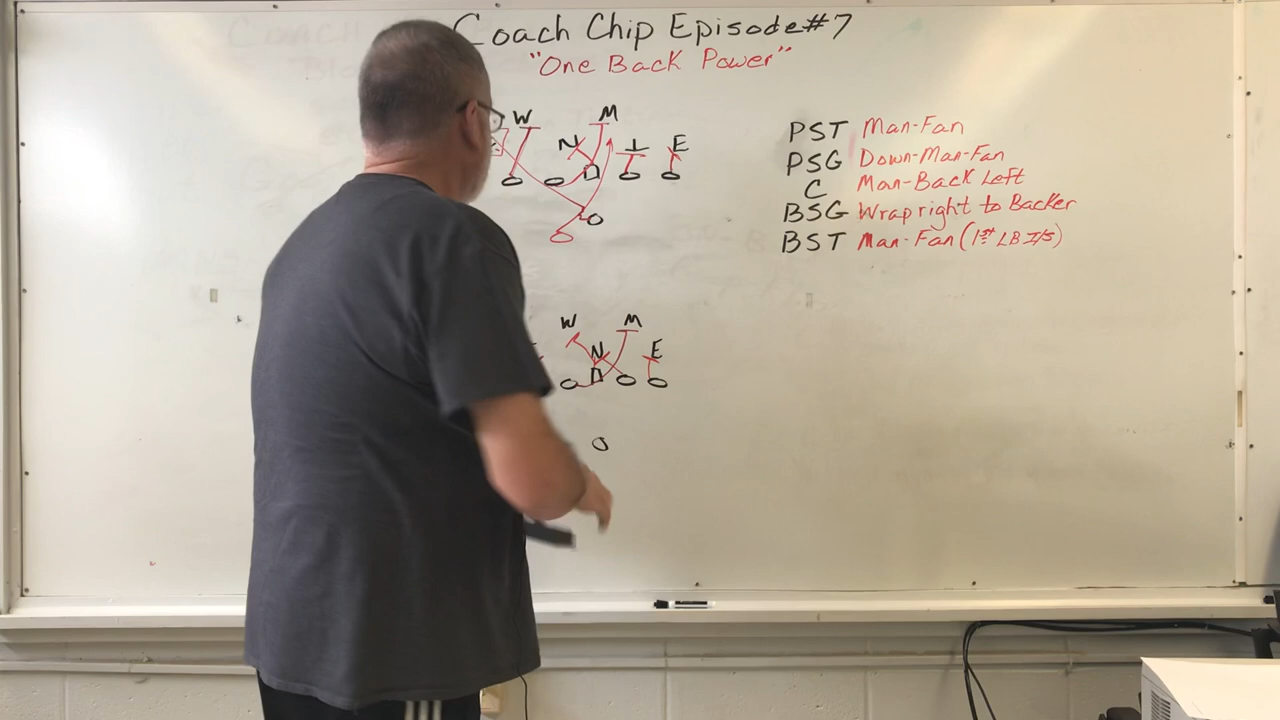 Coach Chip Episode #7
"One Back Power"
W M
N T E
PST Man-Fan
PSG Down-Man-Fan
C Man-Back Left
BSG Wrap right to Backer
BST Man-Fan (1st LB I/S)
W M
N E